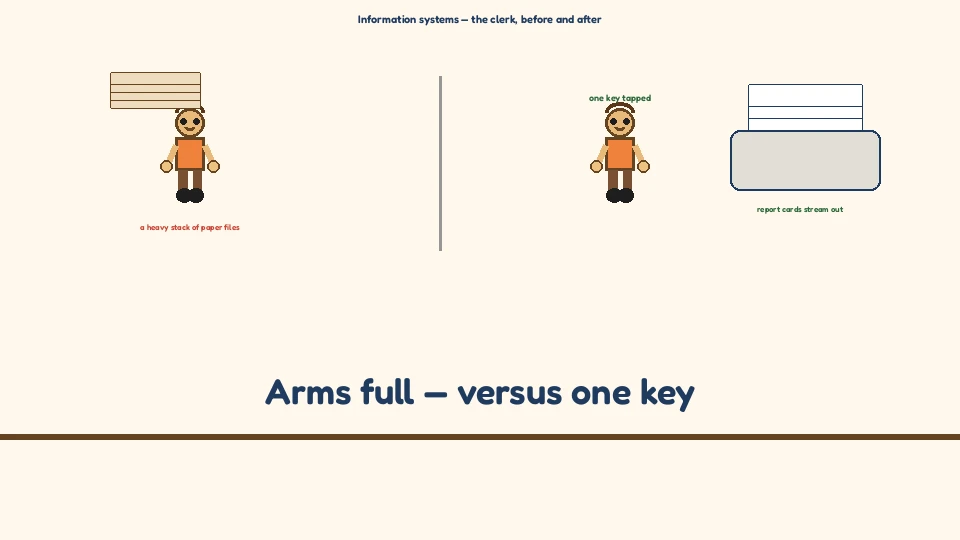 Information systems – the clerk, before and after
one key tapped
report cards stream out
a heavy stack of paper files
Arms full – versus one key